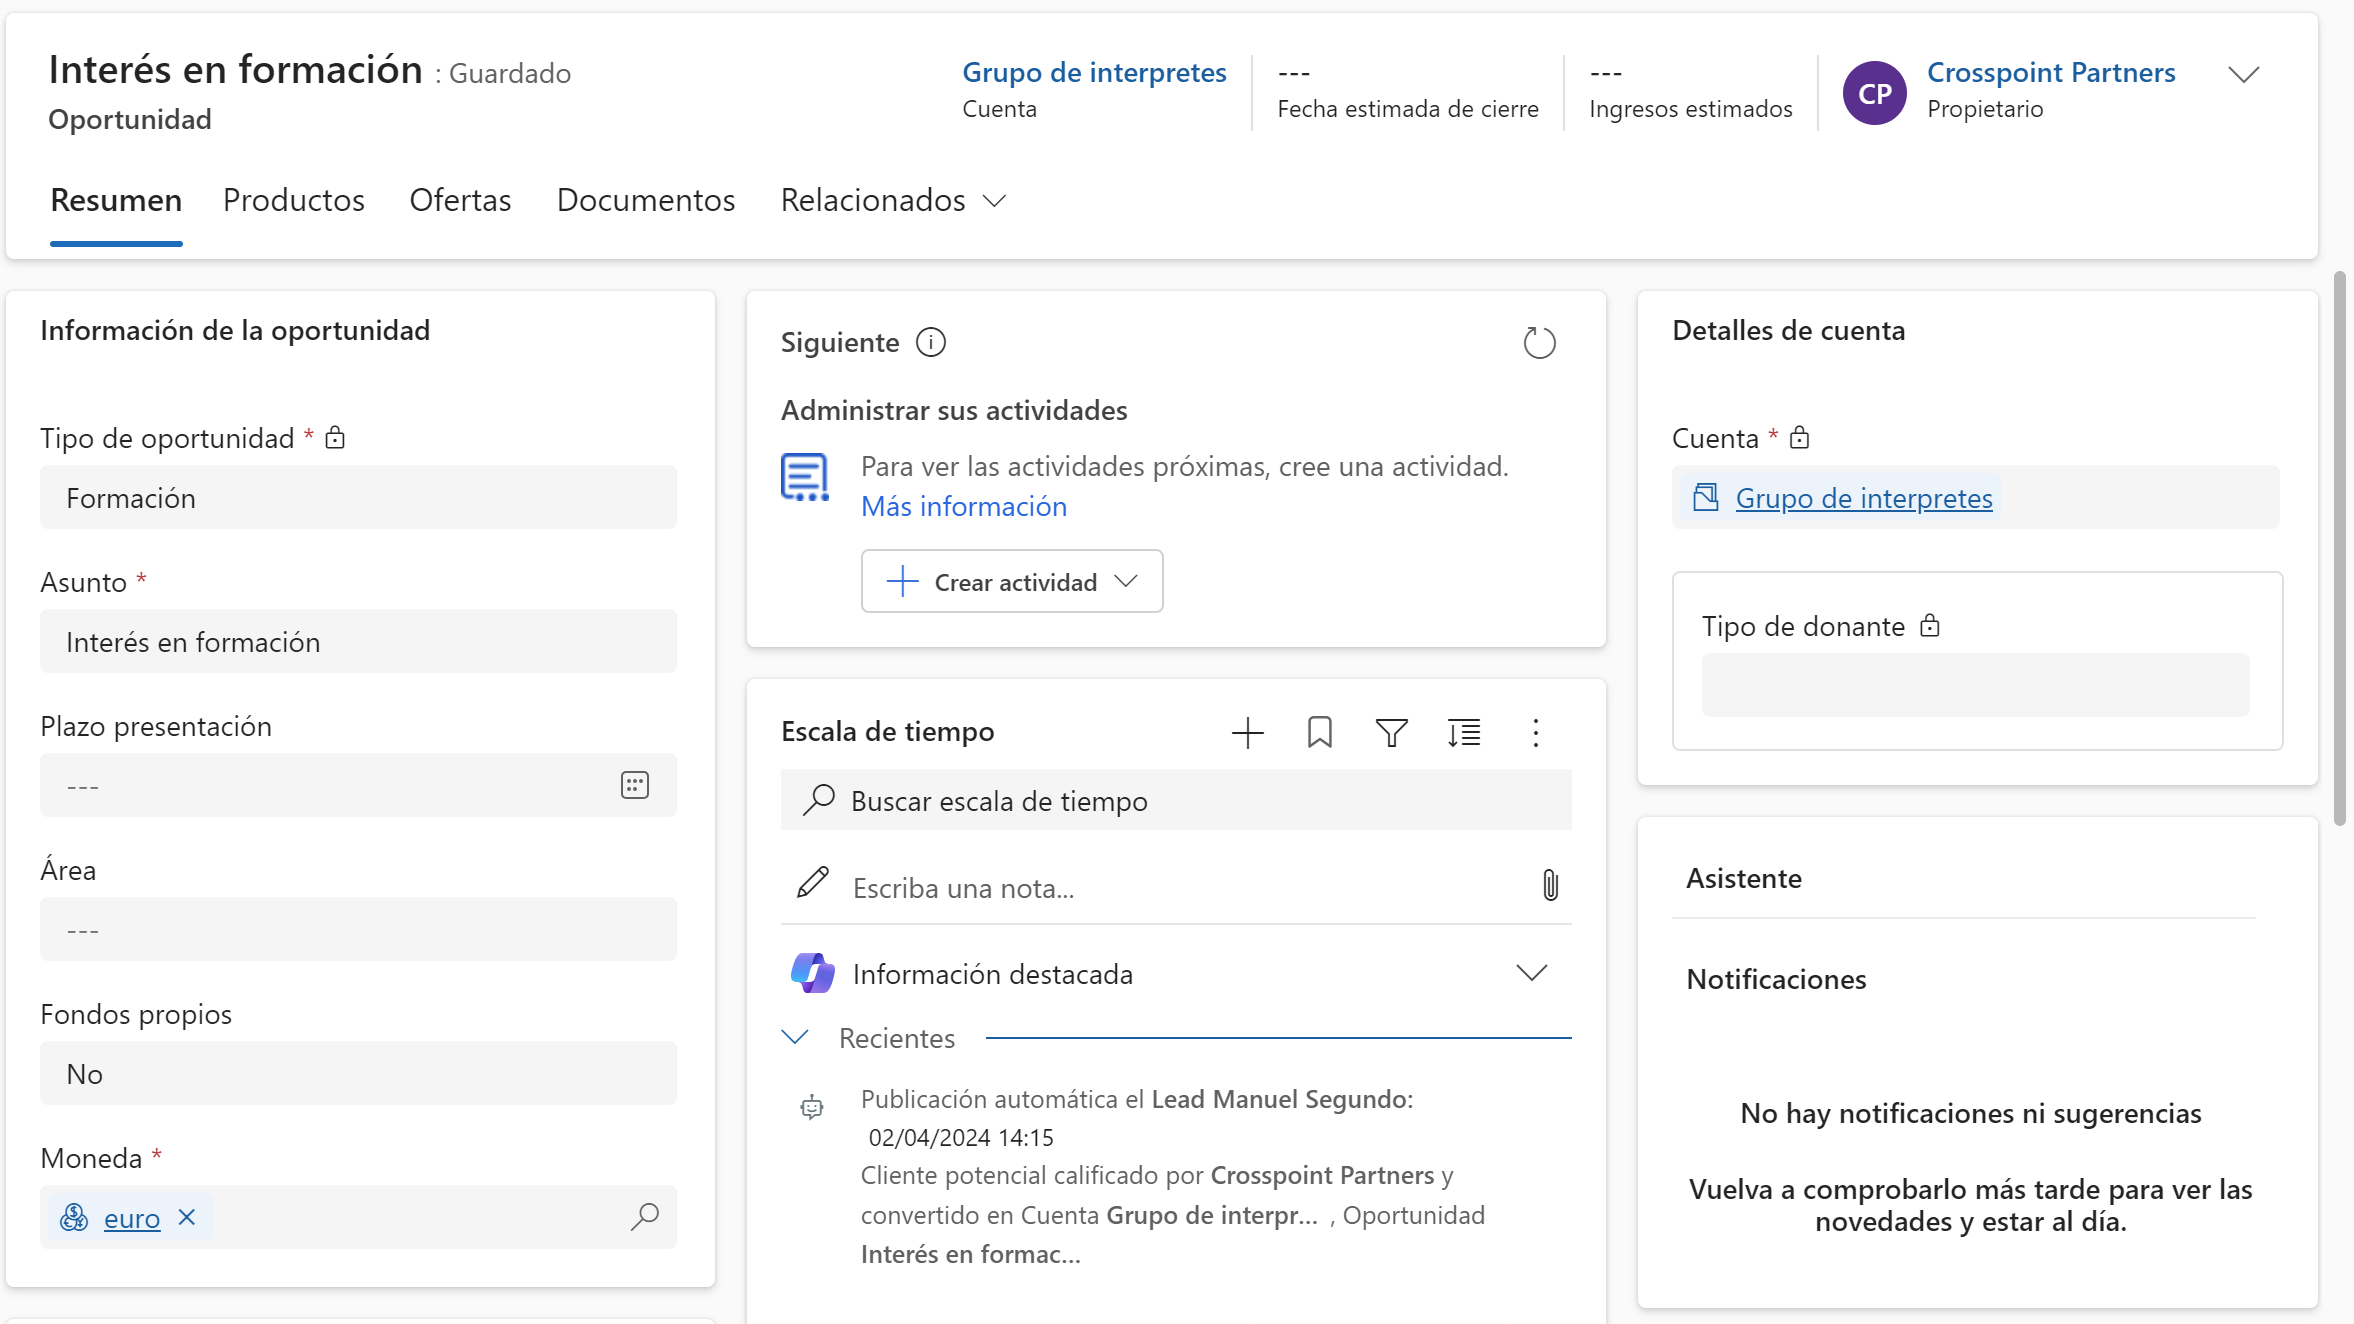 Interés en formación : Guardado
Oportunidad
Grupo de interpretes
Cuenta
---
Fecha estimada de cierre
---
Ingresos estimados
CP
Crosspoint Partners
Propietario
Resumen
Productos
Ofertas
Documentos
Relacionados
Información de la oportunidad
Tipo de oportunidad *
Formación
Asunto *
Interés en formación
Plazo presentación
---
Área
---
Fondos propios
No
Moneda *
euro
Siguiente
Administrar sus actividades
Para ver las actividades próximas, cree una actividad.
Más información
Crear actividad
Escala de tiempo
Buscar escala de tiempo
Escriba una nota...
Información destacada
Recientes
Publicación automática el Lead Manuel Segundo:
02/04/2024 14:15
Cliente potencial calificado por Crosspoint Partners y
convertido en Cuenta Grupo de interpr... , Oportunidad
Interés en formac...
Detalles de cuenta
Cuenta *
Grupo de interpretes
Tipo de donante
Asistente
Notificaciones
No hay notificaciones ni sugerencias
Vuelva a comprobarlo más tarde para ver las
novedades y estar al día.